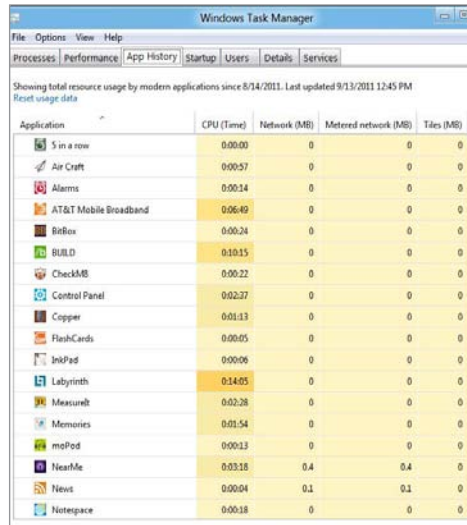 Windows Task Manager
File Options View Help
Processes Performance App History Startup Users Details Services
Showing total resource usage by modern applications since 8/14/2011. Last updated 9/13/2011 12:45 PM
Reset usage data
Application CPU (Time) Network (MB) Metered network (MB) Tiles (MB)
5 in a row 0:00:00 0 0 0
Air Craft 0:00:57 0 0 0
Alarms 0:00:14 0 0 0
AT&T Mobile Broadband 0:06:49 0 0 0
BitBox 0:00:24 0 0 0
BUILD 0:10:15 0 0 0
CheckM8 0:00:22 0 0 0
Control Panel 0:02:37 0 0 0
Copper 0:01:13 0 0 0
FlashCards 0:00:05 0 0 0
InkPad 0:00:06 0 0 0
Labyrinth 0:14:05 0 0 0
MeasureIt 0:02:28 0 0 0
Memories 0:01:54 0 0 0
moPod 0:00:13 0 0 0
NearMe 0:03:18 0.4 0.4 0
News 0:00:04 0.1 0.1 0
Notespace 0:00:18 0 0 0